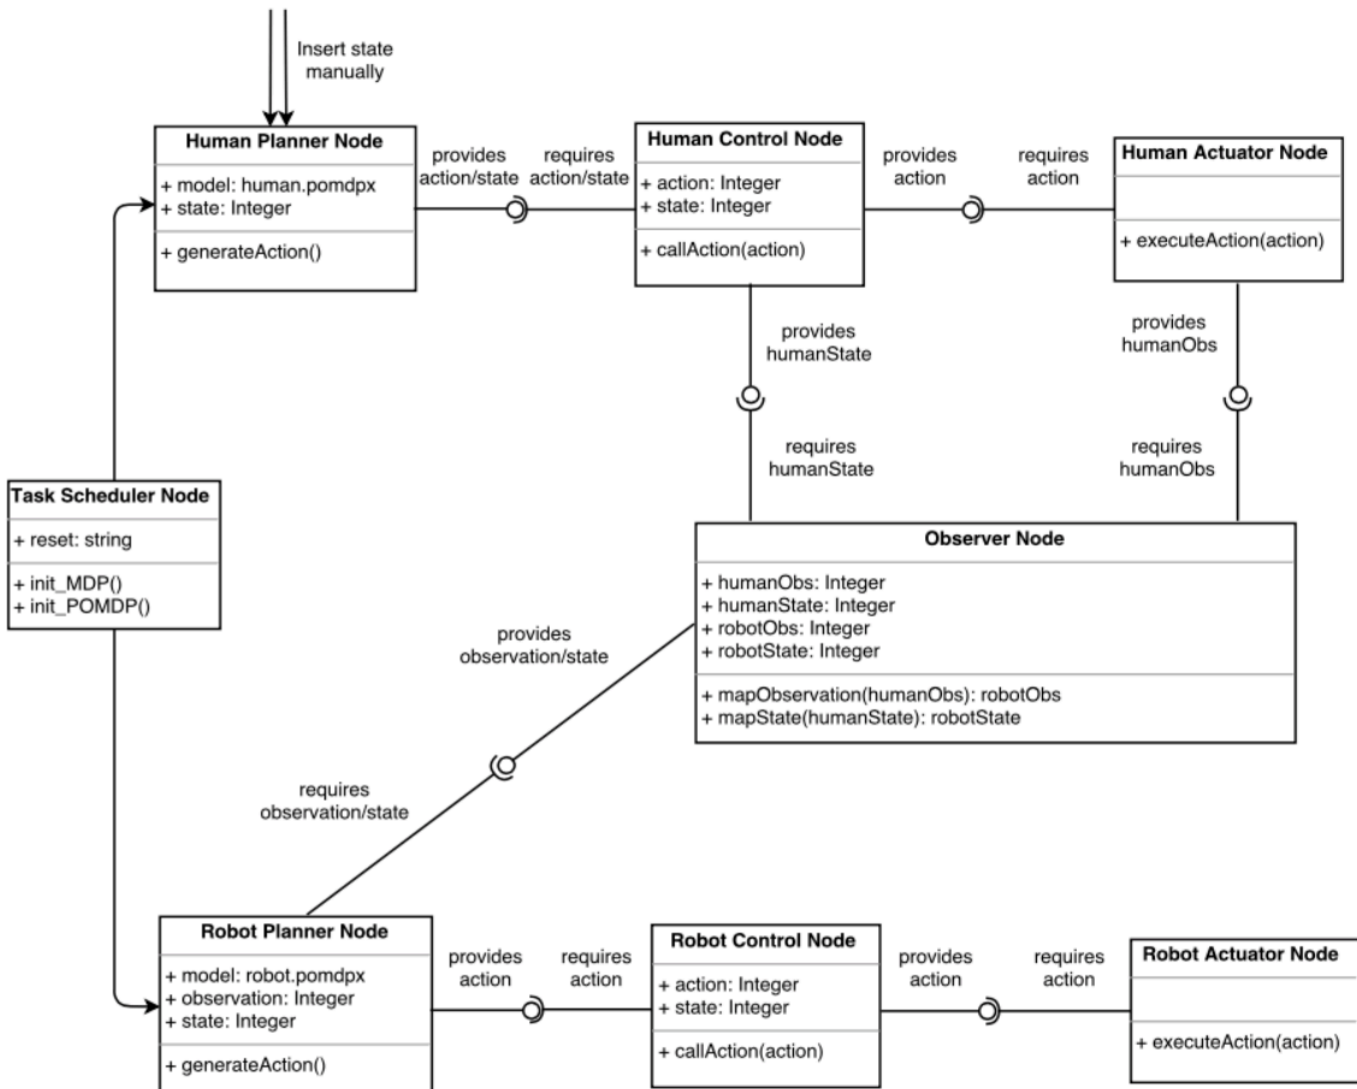 Insert state
manually
Human Planner Node
+ model: human.pomdpx
+ state: Integer
+ generateAction()
provides
action/state
requires
action/state
Human Control Node
+ action: Integer
+ state: Integer
+ callAction(action)
provides
action
requires
action
Human Actuator Node
+ executeAction(action)
provides
humanState
requires
humanState
provides
humanObs
requires
humanObs
Task Scheduler Node
+ reset: string
+ init_MDP()
+ init_POMDP()
Observer Node
+ humanObs: Integer
+ humanState: Integer
+ robotObs: Integer
+ robotState: Integer
+ mapObservation(humanObs): robotObs
+ mapState(humanState): robotState
provides
observation/state
requires
observation/state
Robot Planner Node
+ model: robot.pomdpx
+ observation: Integer
+ state: Integer
+ generateAction()
provides
action
requires
action
Robot Control Node
+ action: Integer
+ state: Integer
+ callAction(action)
provides
action
requires
action
Robot Actuator Node
+ executeAction(action)